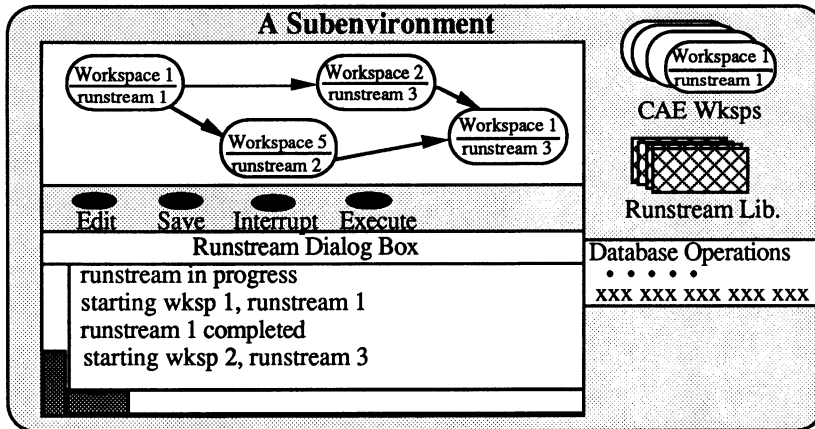 A Subenvironment
Workspace 1
runstream 1
Workspace 2
runstream 3
Workspace 5
runstream 2
Workspace 1
runstream 3
Edit Save Interrupt Execute
Runstream Dialog Box
runstream in progress
starting wksp 1, runstream 1
runstream 1 completed
starting wksp 2, runstream 3
Workspace 1
runstream 1
CAE Wksps
Runstream Lib.
Database Operations
• • • • •
xxx xxx xxx xxx xxx